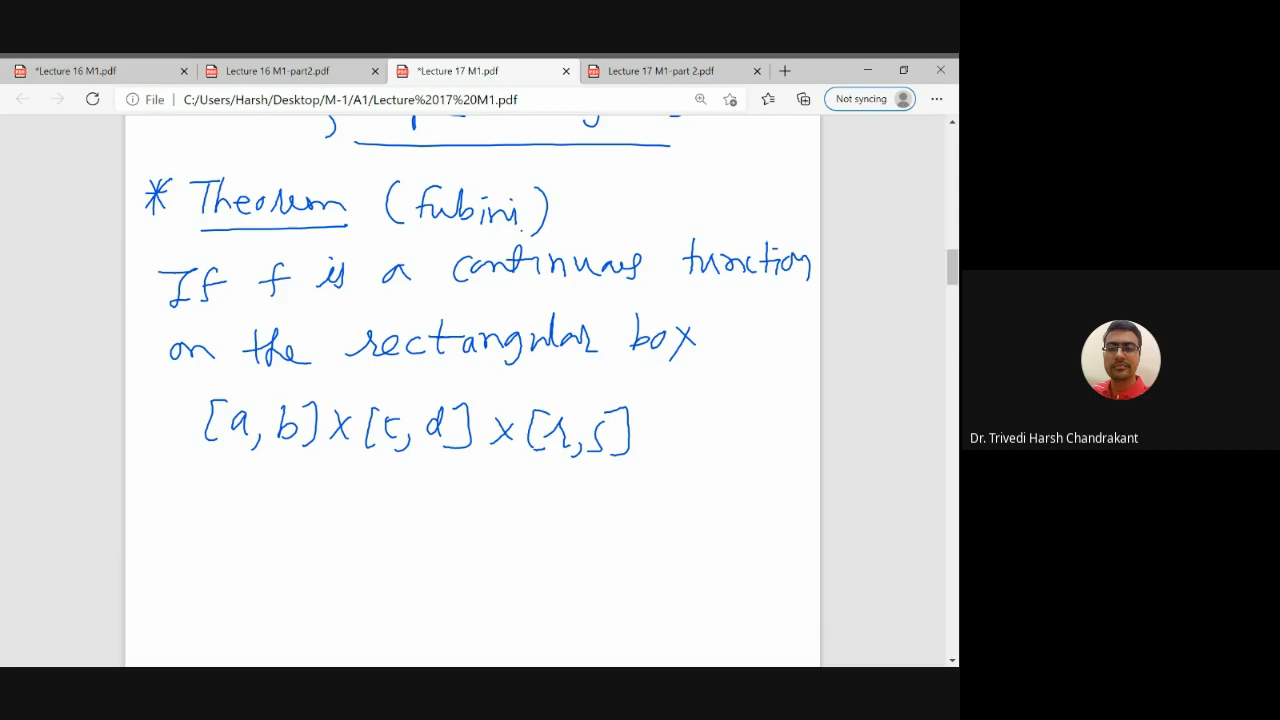 *Lecture 16 M1.pdf
Lecture 16 M1-part2.pdf
*Lecture 17 M1.pdf
Lecture 17 M1-part 2.pdf
File
C:/Users/Harsh/Desktop/M-1/A1/Lecture%2017%20M1.pdf
Not syncing
* Theorem (Fubini)
If f is a continuous function
on the rectangular box
[a, b] x [c, d] x [r, s]
Dr. Trivedi Harsh Chandrakant